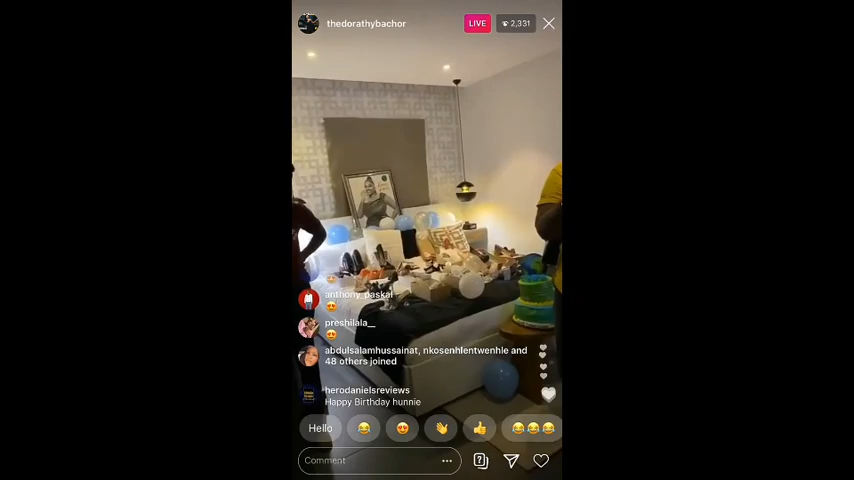 thedorathybachor
LIVE
2,331
anthony_paskal
preshilala__
abdulsalamhussainat, nkosenhlentwenhle and
48 others joined
herodanielsreviews
Happy Birthday hunnie
Hello
Comment